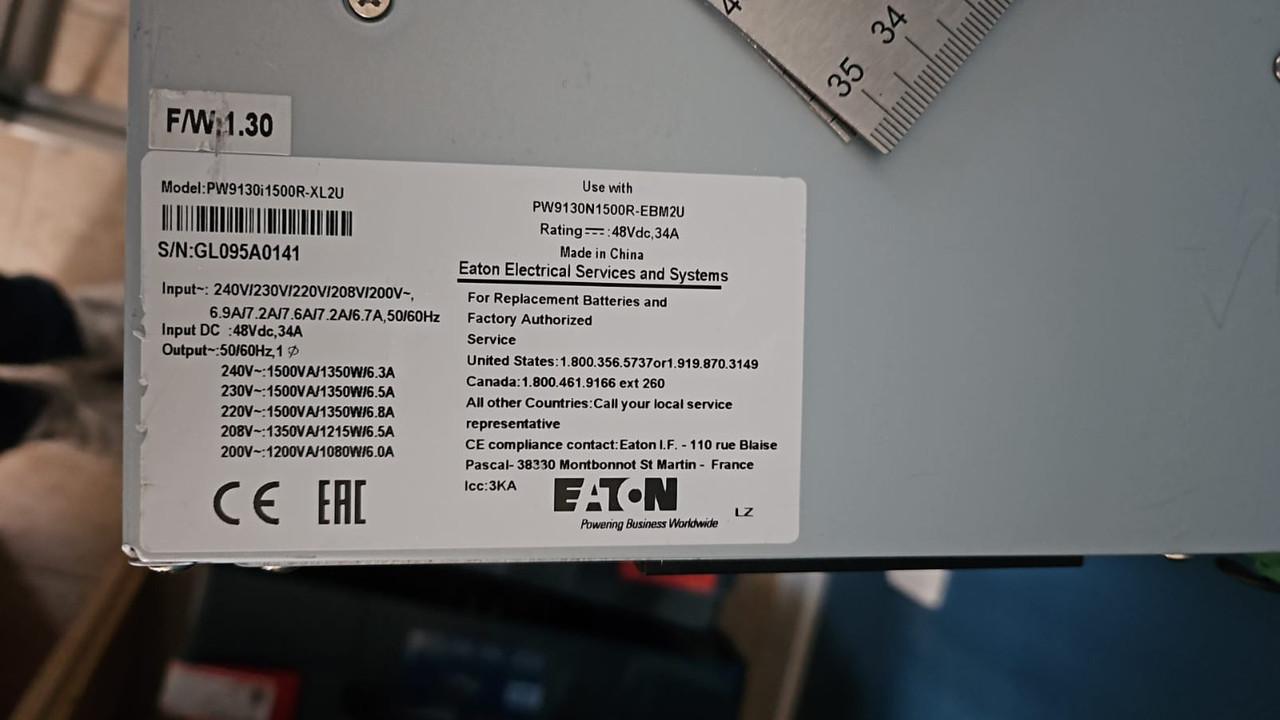 34
35
F/W:1.30
Model:PW9130i1500R-XL2U
S/N:GL095A0141
Input~: 240V/230V/220V/208V/200V~,
6.9A/7.2A/7.6A/7.2A/6.7A,50/60Hz
Input DC :48Vdc,34A
Output~:50/60Hz,1 ∅
240V~:1500VA/1350W/6.3A
230V~:1500VA/1350W/6.5A
220V~:1500VA/1350W/6.8A
208V~:1350VA/1215W/6.5A
200V~:1200VA/1080W/6.0A
CE EAC
Use with
PW9130N1500R-EBM2U
Rating⎓:48Vdc,34A
Made in China
Eaton Electrical Services and Systems
For Replacement Batteries and
Factory Authorized
Service
United States:1.800.356.5737or1.919.870.3149
Canada:1.800.461.9166 ext 260
All other Countries:Call your local service
representative
CE compliance contact:Eaton I.F. - 110 rue Blaise
Pascal- 38330 Montbonnot St Martin - France
Icc:3KA
EATON
Powering Business Worldwide
LZ